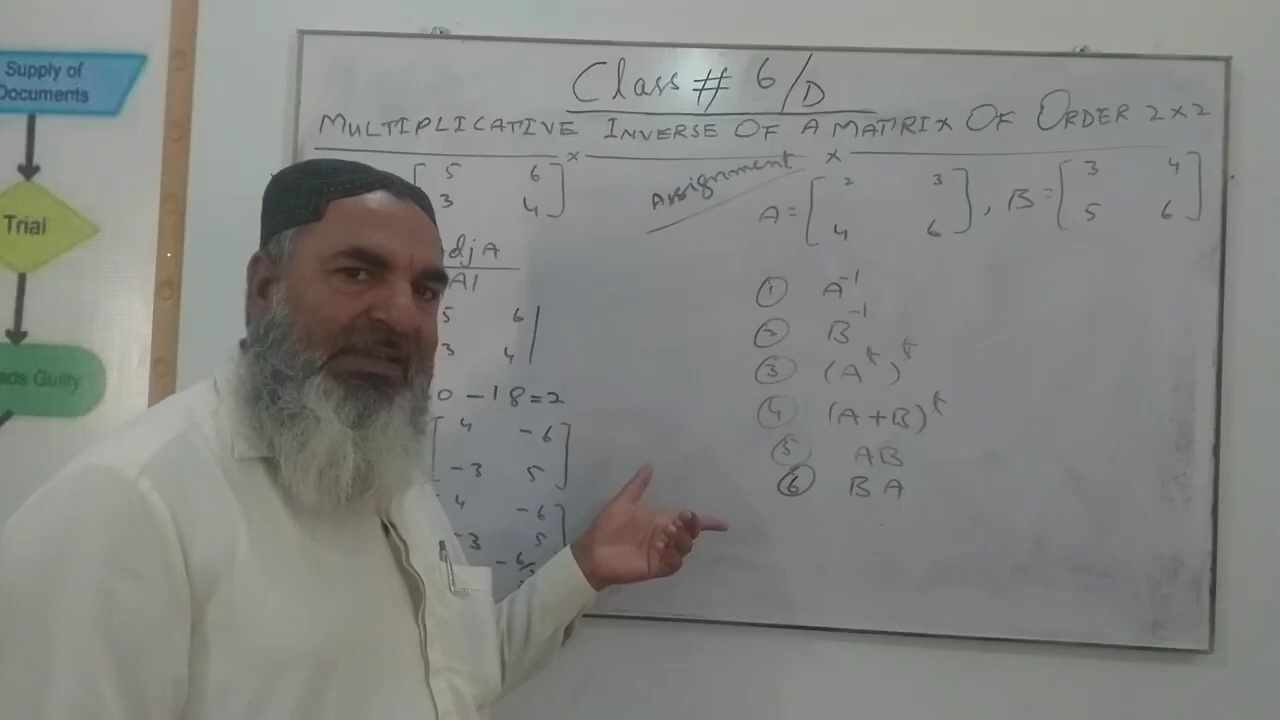 Supply of
Documents
Trial
ads Guilty
Class # 6/D
MULTIPLICATIVE INVERSE OF A MATRIX OF ORDER 2x2
x x
5 6
3 4
dj A
A|
5 6
3 4
0 -18=2
4 -6
-3 5
4 -6
-3 5
Assignment
A= [ 2 3
4 6 ] , B= [ 3 4
5 6 ]
① A⁻¹
② B⁻¹
③ (Aᵗ)ᵗ
④ (A+B)ᵗ
⑤ AB
⑥ BA